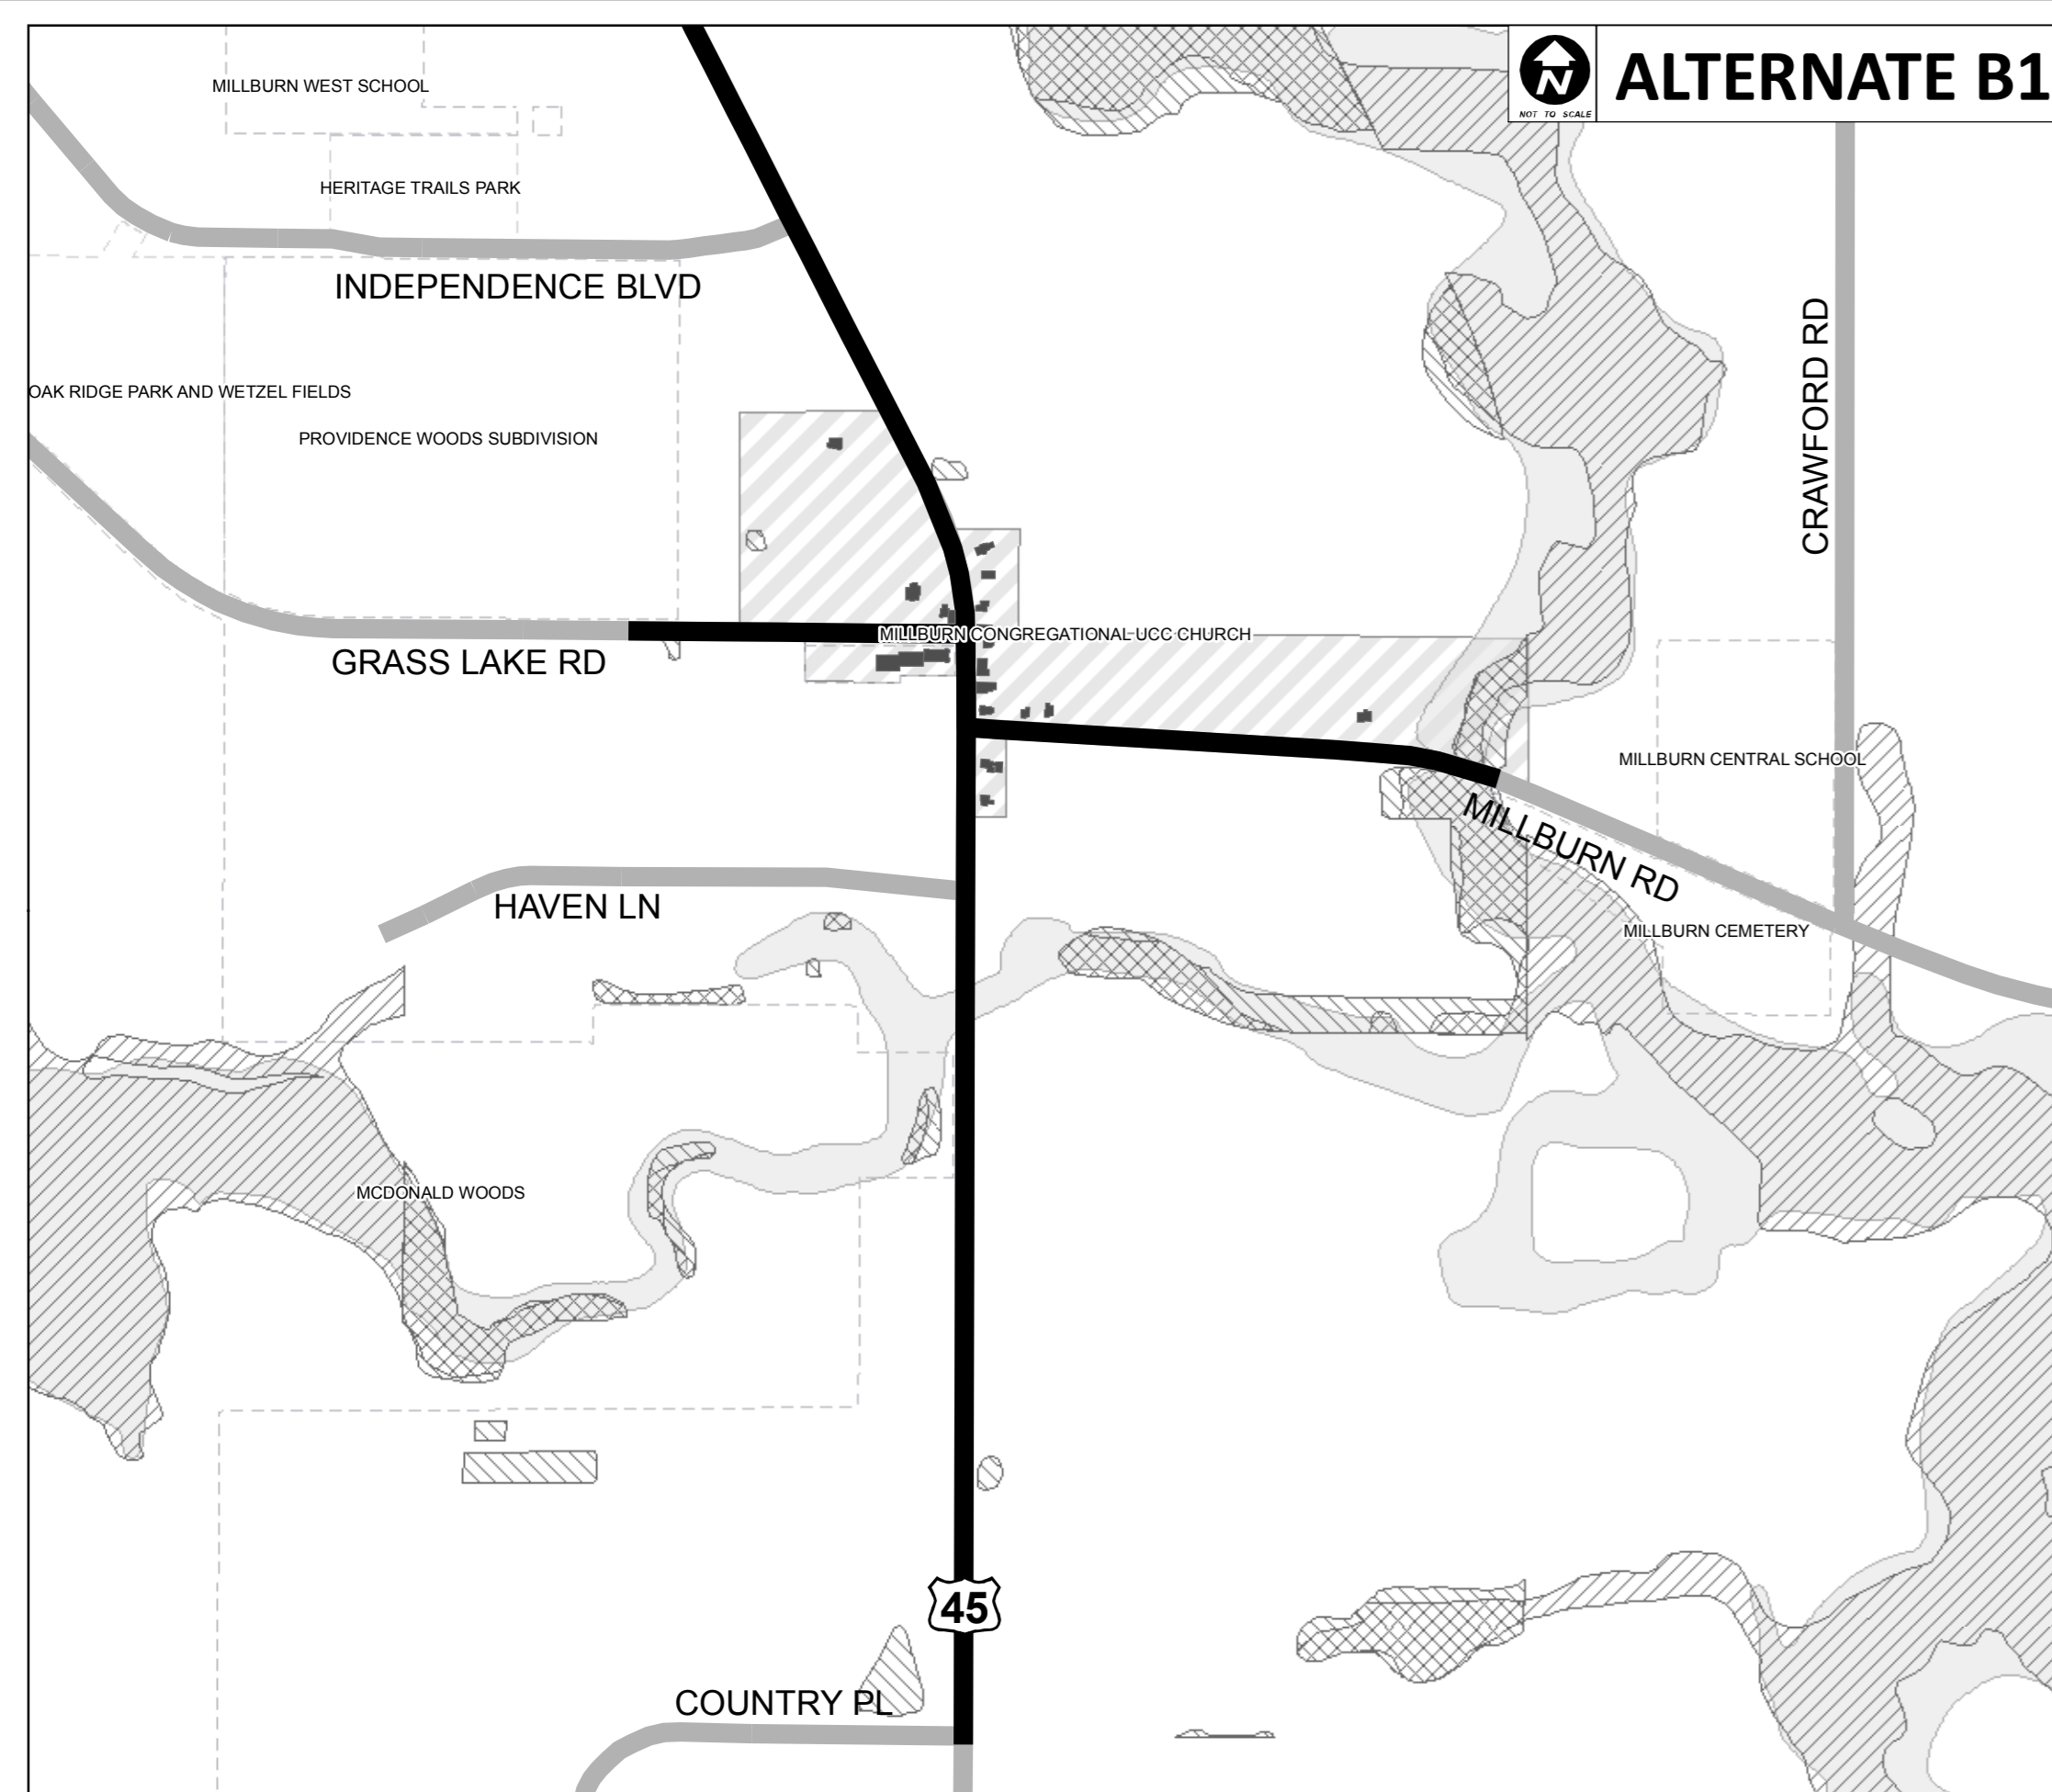 ALTERNATE B1
N
NOT TO SCALE
MILLBURN WEST SCHOOL
HERITAGE TRAILS PARK
INDEPENDENCE BLVD
OAK RIDGE PARK AND WETZEL FIELDS
PROVIDENCE WOODS SUBDIVISION
CRAWFORD RD
MILLBURN CONGREGATIONAL UCC CHURCH
GRASS LAKE RD
MILLBURN CENTRAL SCHOOL
MILLBURN RD
HAVEN LN
MILLBURN CEMETERY
MCDONALD WOODS
45
COUNTRY PL